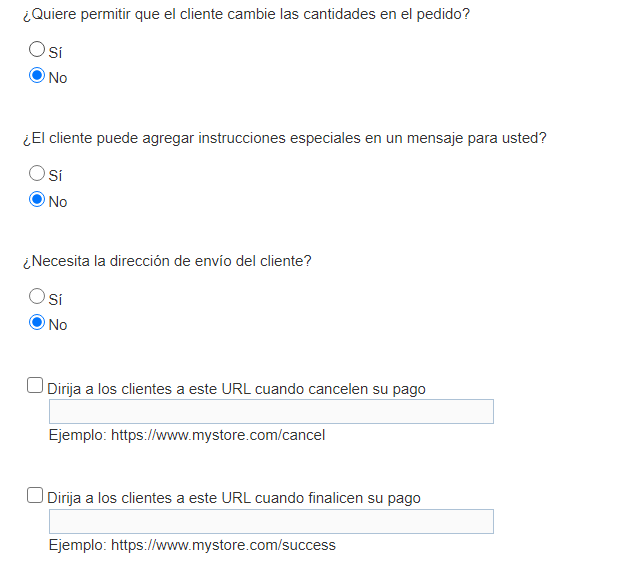 ¿Quiere permitir que el cliente cambie las cantidades en el pedido?
Sí
No
¿El cliente puede agregar instrucciones especiales en un mensaje para usted?
Sí
No
¿Necesita la dirección de envío del cliente?
Sí
No
Dirija a los clientes a este URL cuando cancelen su pago
Ejemplo: https://www.mystore.com/cancel
Dirija a los clientes a este URL cuando finalicen su pago
Ejemplo: https://www.mystore.com/success